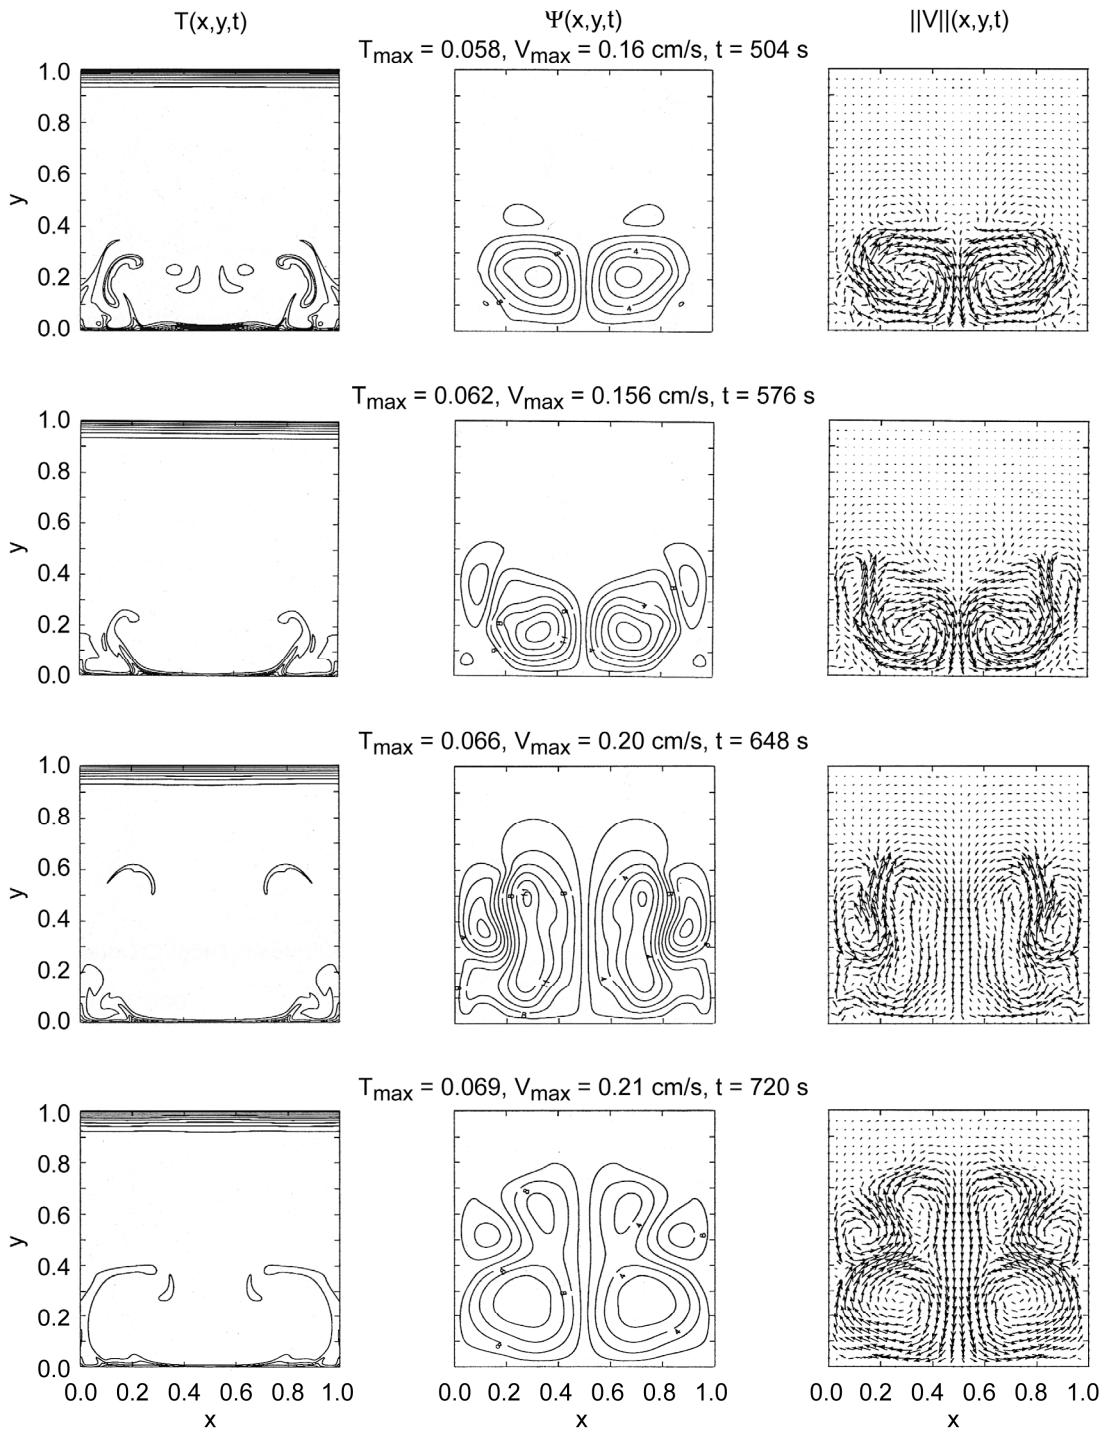 T(x,y,t) Ψ(x,y,t) ||V||(x,y,t)
Tmax = 0.058, Vmax = 0.16 cm/s, t = 504 s
1.0
0.8
0.6
y
0.4
0.2
0.0
Tmax = 0.062, Vmax = 0.156 cm/s, t = 576 s
1.0
0.8
0.6
y
0.4
0.2
0.0
Tmax = 0.066, Vmax = 0.20 cm/s, t = 648 s
1.0
0.8
0.6
y
0.4
0.2
0.0
Tmax = 0.069, Vmax = 0.21 cm/s, t = 720 s
1.0
0.8
0.6
y
0.4
0.2
0.0
0.0 0.2 0.4 0.6 0.8 1.0 0.0 0.2 0.4 0.6 0.8 1.0 0.0 0.2 0.4 0.6 0.8 1.0
x x x